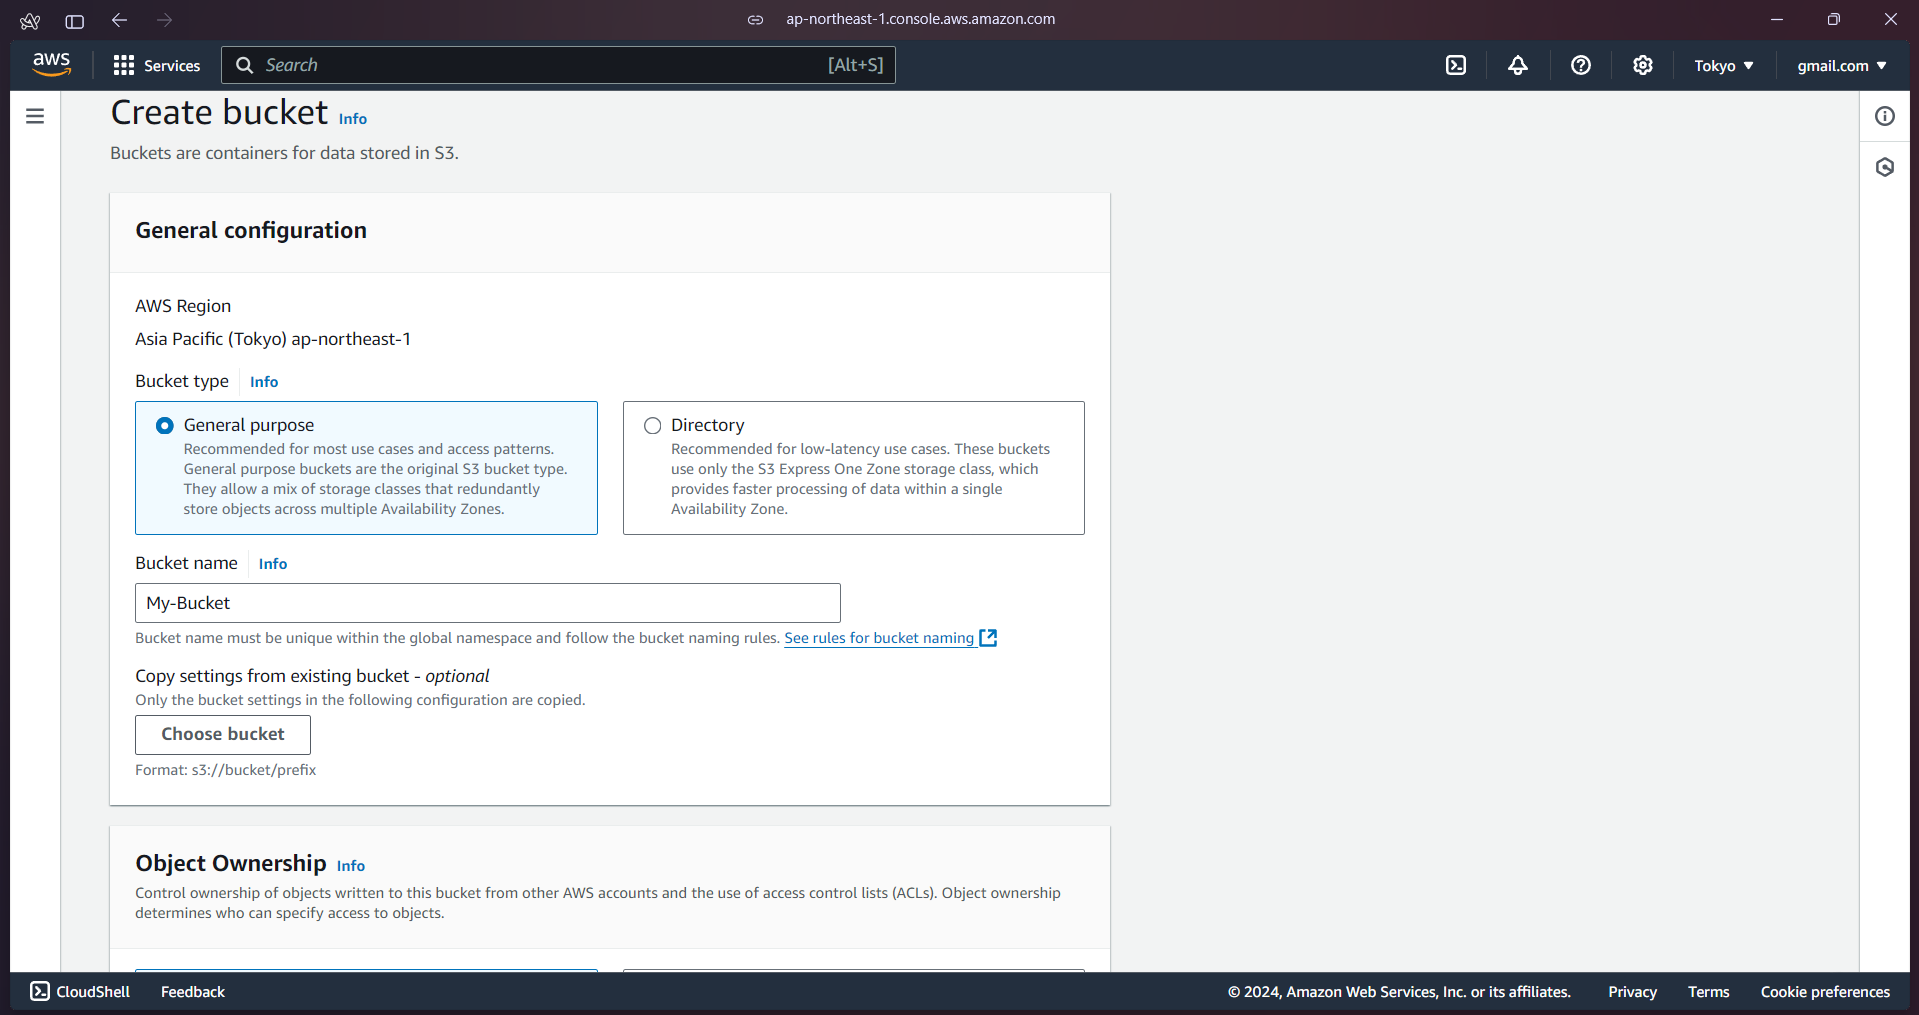 ap-northeast-1.console.aws.amazon.com
aws
Services
Search
[Alt+S]
Tokyo
gmail.com
Create bucket Info
Buckets are containers for data stored in S3.
General configuration
AWS Region
Asia Pacific (Tokyo) ap-northeast-1
Bucket type Info
General purpose
Recommended for most use cases and access patterns.
General purpose buckets are the original S3 bucket type.
They allow a mix of storage classes that redundantly
store objects across multiple Availability Zones.
Directory
Recommended for low-latency use cases. These buckets
use only the S3 Express One Zone storage class, which
provides faster processing of data within a single
Availability Zone.
Bucket name Info
My-Bucket
Bucket name must be unique within the global namespace and follow the bucket naming rules. See rules for bucket naming
Copy settings from existing bucket - optional
Only the bucket settings in the following configuration are copied.
Choose bucket
Format: s3://bucket/prefix
Object Ownership Info
Control ownership of objects written to this bucket from other AWS accounts and the use of access control lists (ACLs). Object ownership
determines who can specify access to objects.
CloudShell
Feedback
© 2024, Amazon Web Services, Inc. or its affiliates.
Privacy
Terms
Cookie preferences